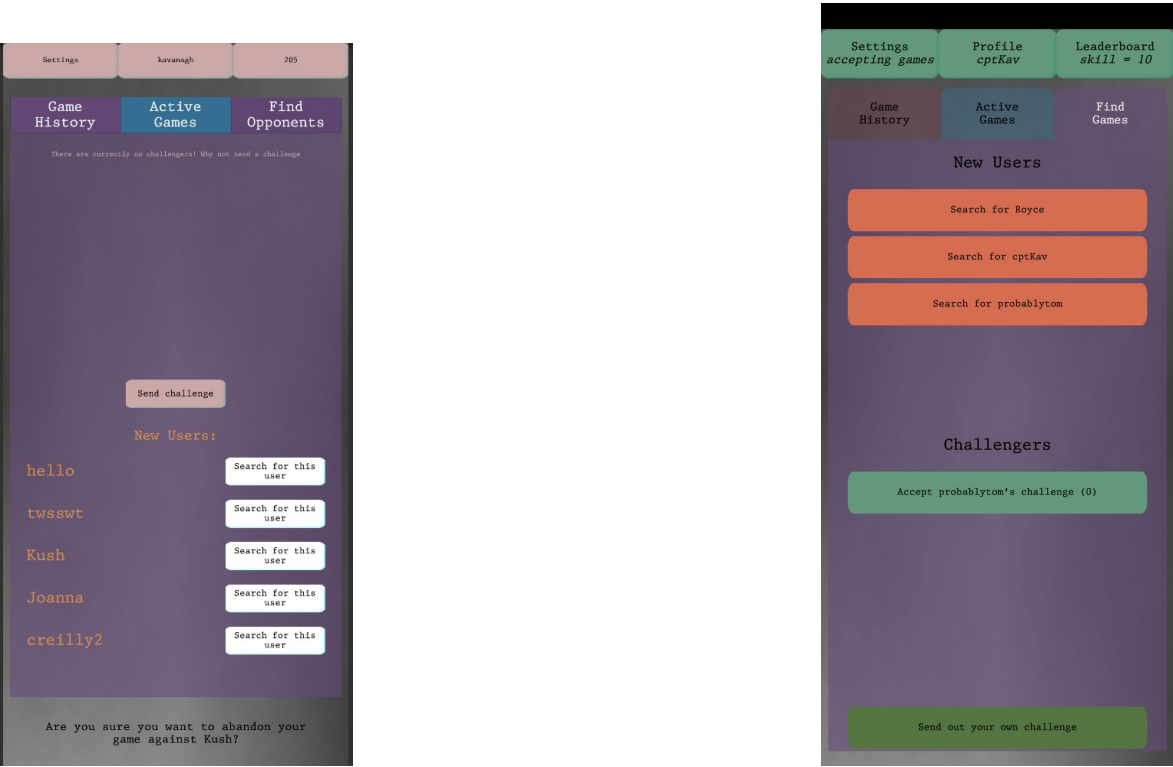 Settings
kavanagh
205
Game
History
Active
Games
Find
Opponents
There are currently no challengers! Why not send a challenge
Send challenge
New Users:
hello
Search for this
user
twsswt
Search for this
user
Kush
Search for this
user
Joanna
Search for this
user
creilly2
Search for this
user
Are you sure you want to abandon your
game against Kush?
Settings
accepting games
Profile
cptKav
Leaderboard
skill = 10
Game
History
Active
Games
Find
Games
New Users
Search for Royce
Search for cptKav
Search for probablytom
Challengers
Accept probablytom's challenge (0)
Send out your own challenge